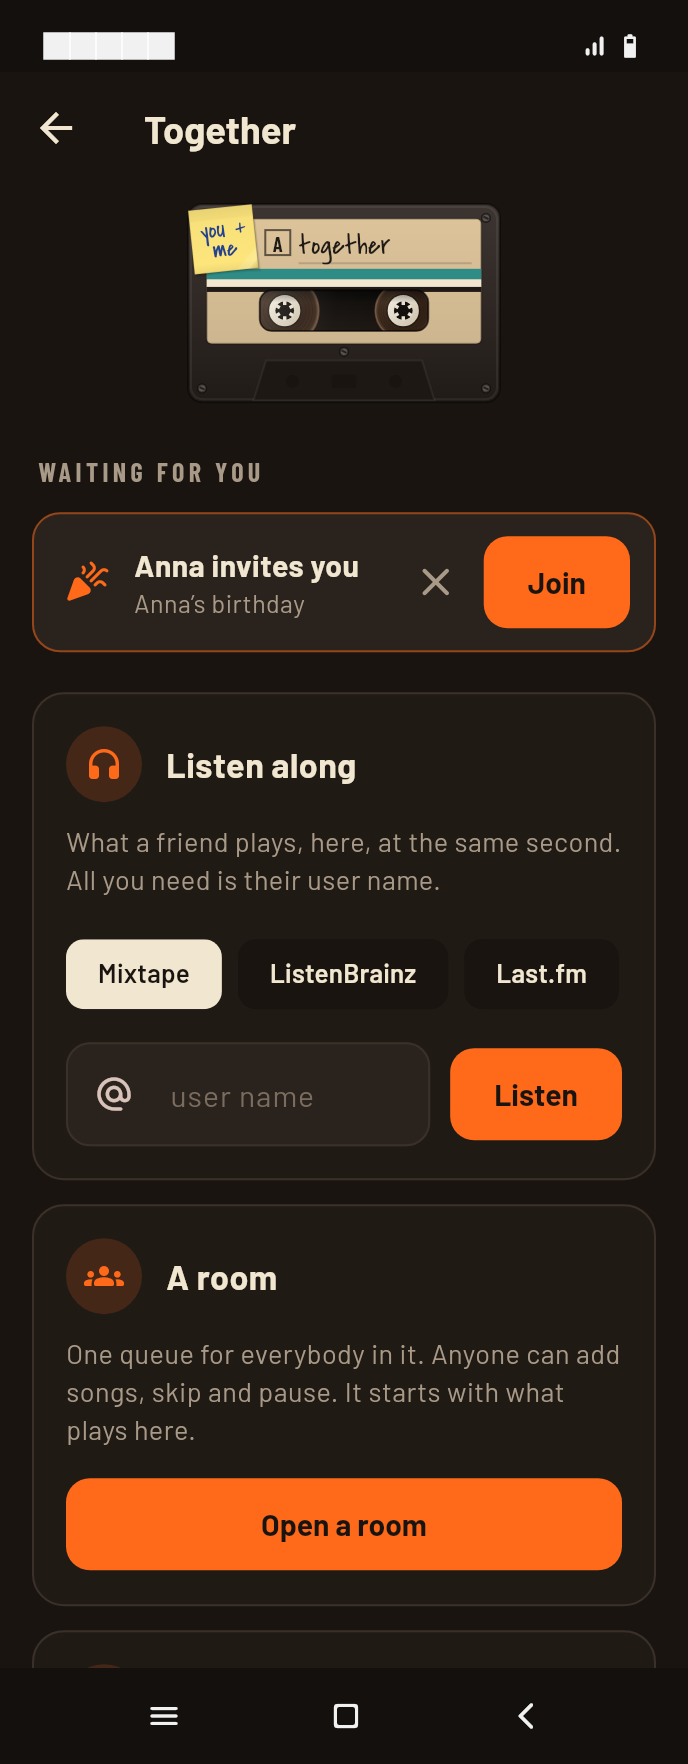 Together
you +
me
A together
WAITING FOR YOU
Anna invites you
Anna's birthday
Join
Listen along
What a friend plays, here, at the same second.
All you need is their user name.
Mixtape ListenBrainz Last.fm
user name
Listen
A room
One queue for everybody in it. Anyone can add
songs, skip and pause. It starts with what
plays here.
Open a room